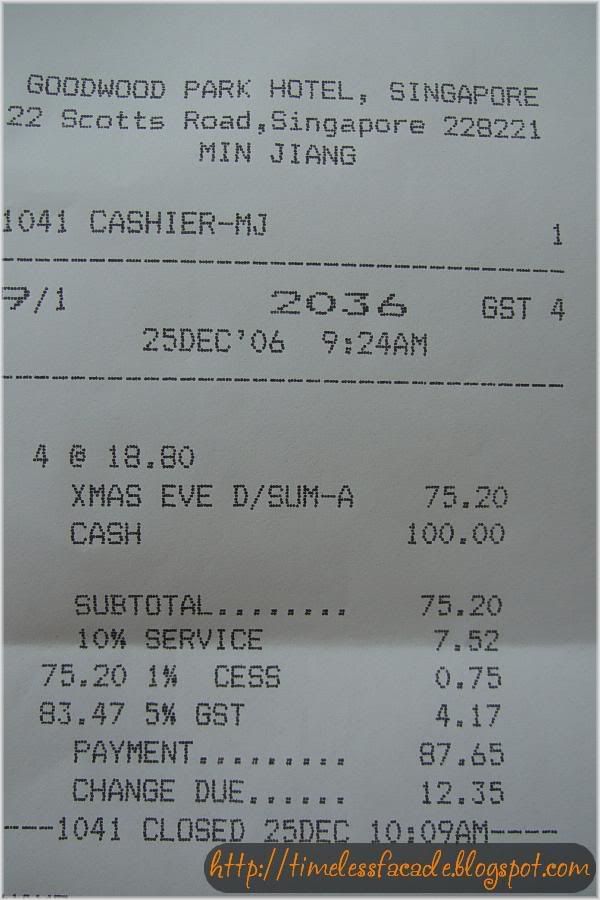 GOODWOOD PARK HOTEL, SINGAPORE
22 Scotts Road,Singapore 228221
MIN JIANG
1041 CASHIER-MJ 1
7/1 2036 GST 4
25DEC'06 9:24AM
4 @ 18.80
XMAS EVE D/SUM-A 75.20
CASH 100.00
SUBTOTAL........ 75.20
10% SERVICE 7.52
75.20 1% CESS 0.75
83.47 5% GST 4.17
PAYMENT......... 87.65
CHANGE DUE...... 12.35
---1041 CLOSED 25DEC 10:09AM----
http://timelessfacade.blogspot.com